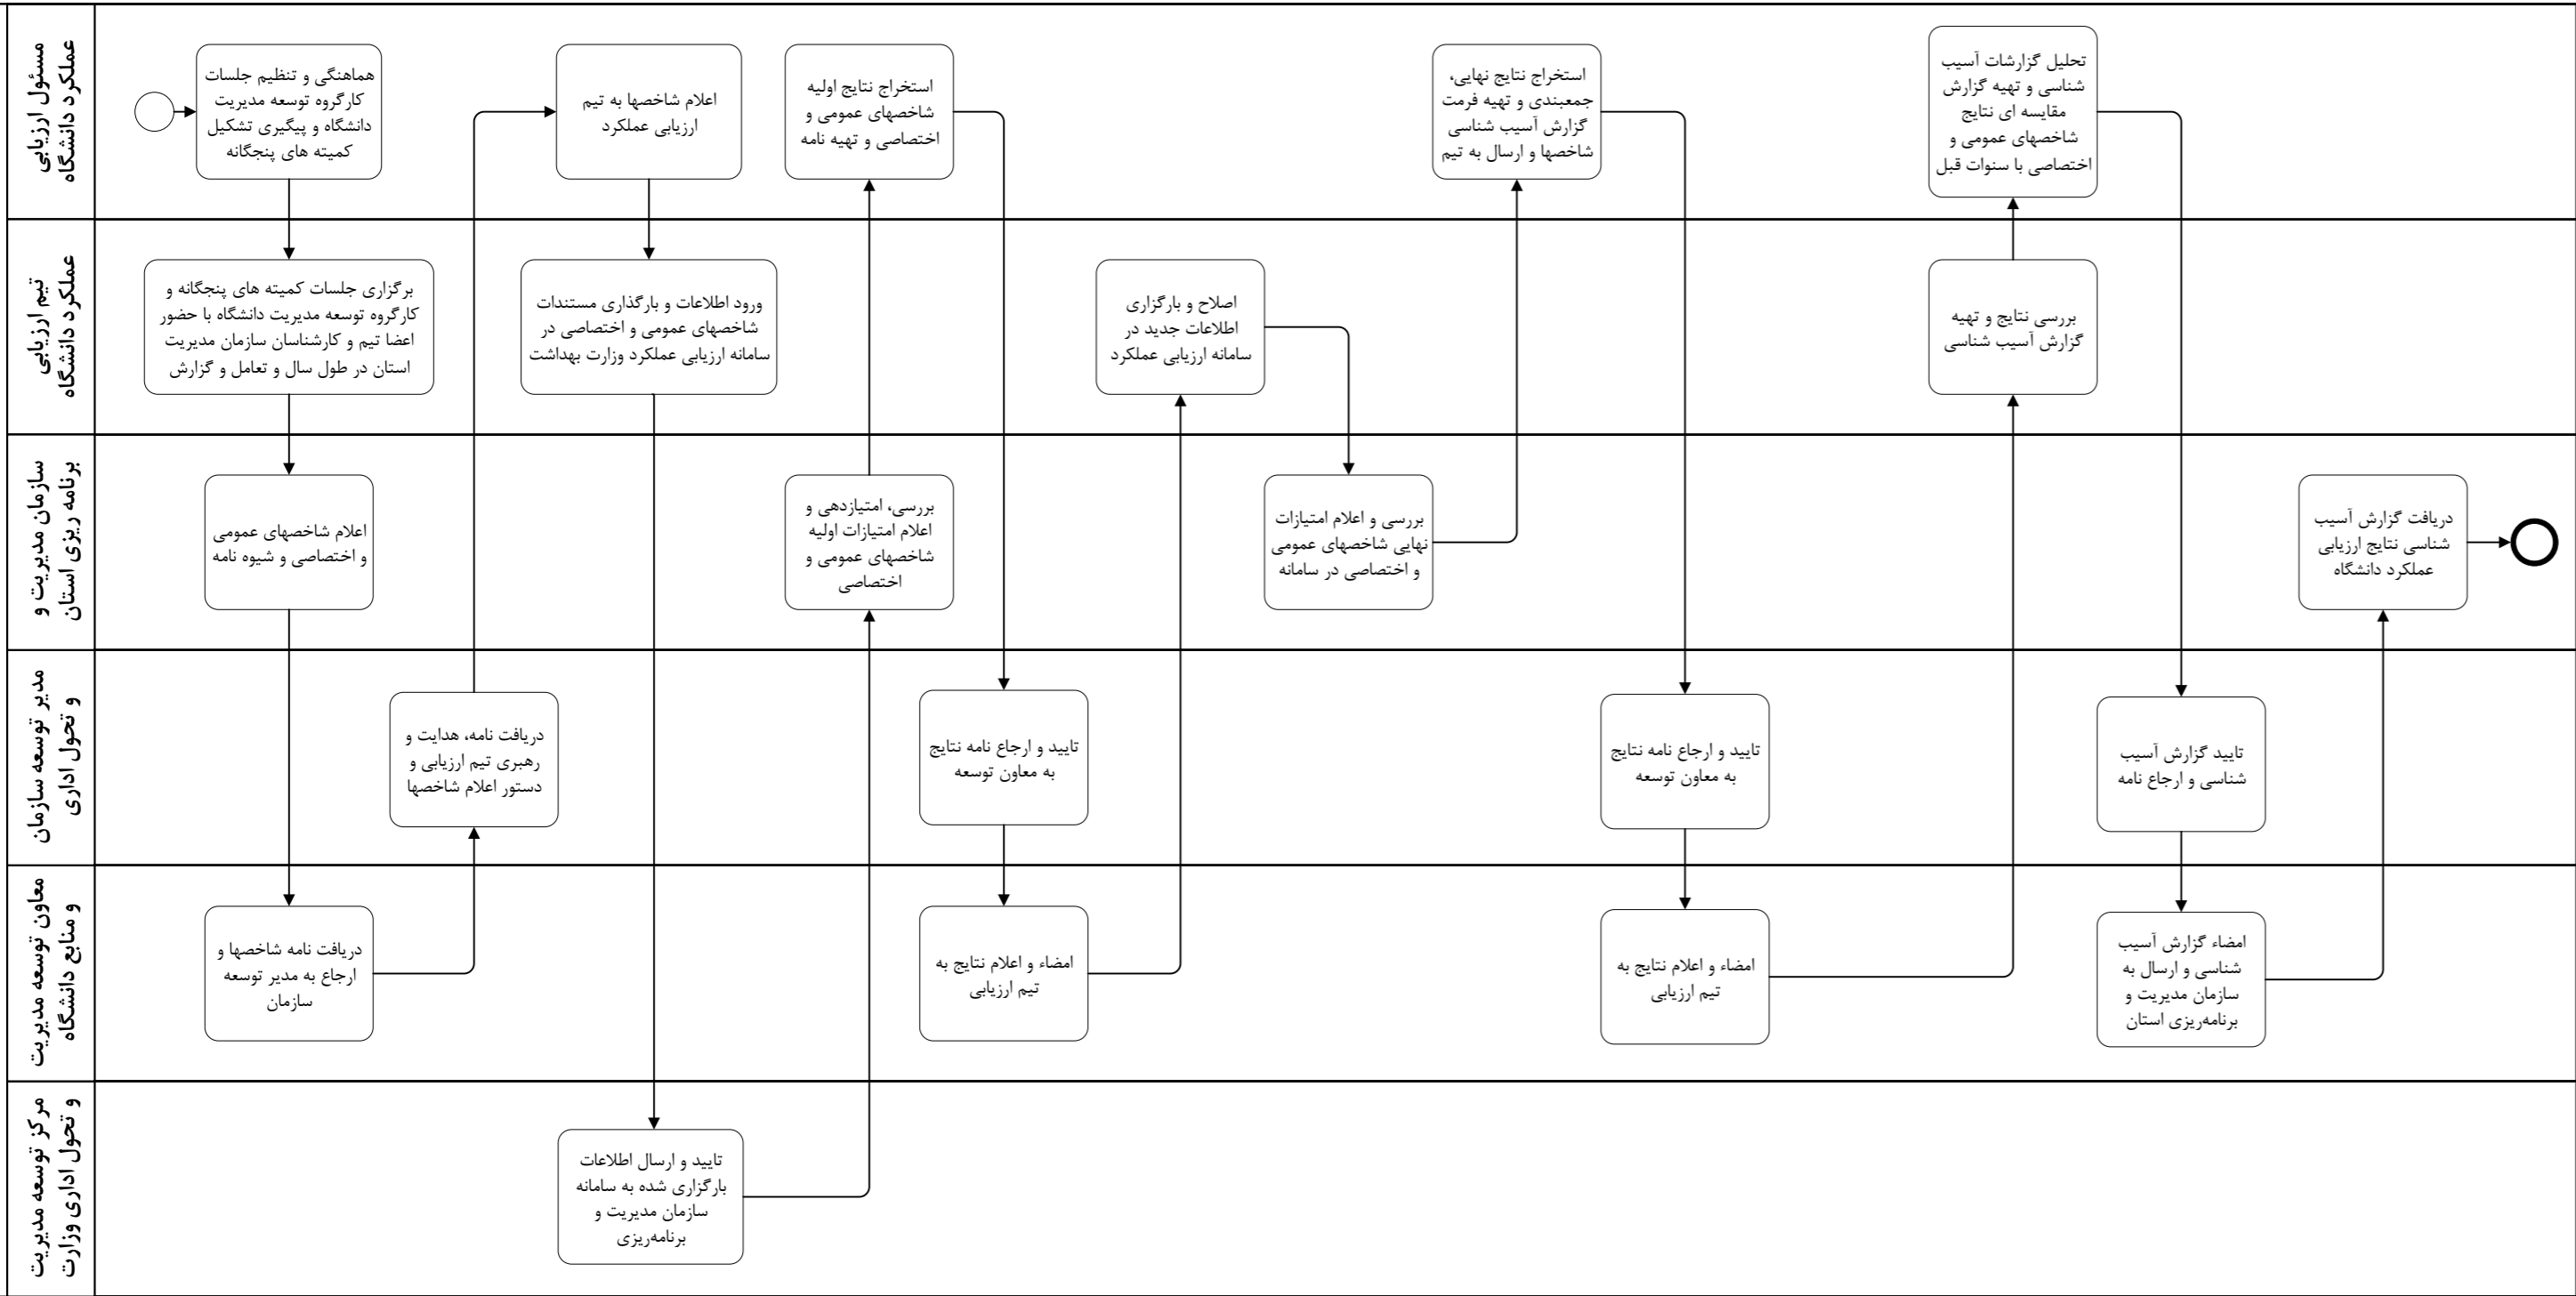 مسئول ارزیابی
عملکرد دانشگاه
هماهنگی و تنظیم جلسات
کارگروه توسعه مدیریت
دانشگاه و پیگیری تشکیل
کمیته های پنجگانه
اعلام شاخصها به تیم
ارزیابی عملکرد
استخراج نتایج اولیه
شاخصهای عمومی و
اختصاصی و تهیه نامه
استخراج نتایج نهایی،
جمعبندی و تهیه فرمت
گزارش آسیب شناسی
شاخصها و ارسال به تیم
تحلیل گزارشات آسیب
شناسی و تهیه گزارش
مقایسه ای نتایج
شاخصهای عمومی و
اختصاصی با سنوات قبل
تیم ارزیابی
عملکرد دانشگاه
برگزاری جلسات کمیته های پنجگانه و
کارگروه توسعه مدیریت دانشگاه با حضور
اعضا تیم و کارشناسان سازمان مدیریت
استان در طول سال و تعامل و گزارش
ورود اطلاعات و بارگذاری مستندات
شاخصهای عمومی و اختصاصی در
سامانه ارزیابی عملکرد وزارت بهداشت
اصلاح و بارگزاری
اطلاعات جدید در
سامانه ارزیابی عملکرد
بررسی نتایج و تهیه
گزارش آسیب شناسی
سازمان مدیریت و
برنامه ریزی استان
اعلام شاخصهای عمومی
و اختصاصی و شیوه نامه
بررسی، امتیازدهی و
اعلام امتیازات اولیه
شاخصهای عمومی و
اختصاصی
بررسی و اعلام امتیازات
نهایی شاخصهای عمومی
و اختصاصی در سامانه
دریافت گزارش آسیب
شناسی نتایج ارزیابی
عملکرد دانشگاه
مدیر توسعه سازمان
و تحول اداری
دریافت نامه، هدایت و
رهبری تیم ارزیابی و
دستور اعلام شاخصها
تایید و ارجاع نامه نتایج
به معاون توسعه
تایید و ارجاع نامه نتایج
به معاون توسعه
تایید گزارش آسیب
شناسی و ارجاع نامه
معاون توسعه مدیریت
و منابع دانشگاه
دریافت نامه شاخصها و
ارجاع به مدیر توسعه
سازمان
امضاء و اعلام نتایج به
تیم ارزیابی
امضاء و اعلام نتایج به
تیم ارزیابی
امضاء گزارش آسیب
شناسی و ارسال به
سازمان مدیریت و
برنامه‌ریزی استان
مرکز توسعه مدیریت
و تحول اداری وزارت
تایید و ارسال اطلاعات
بارگزاری شده به سامانه
سازمان مدیریت و
برنامه‌ریزی